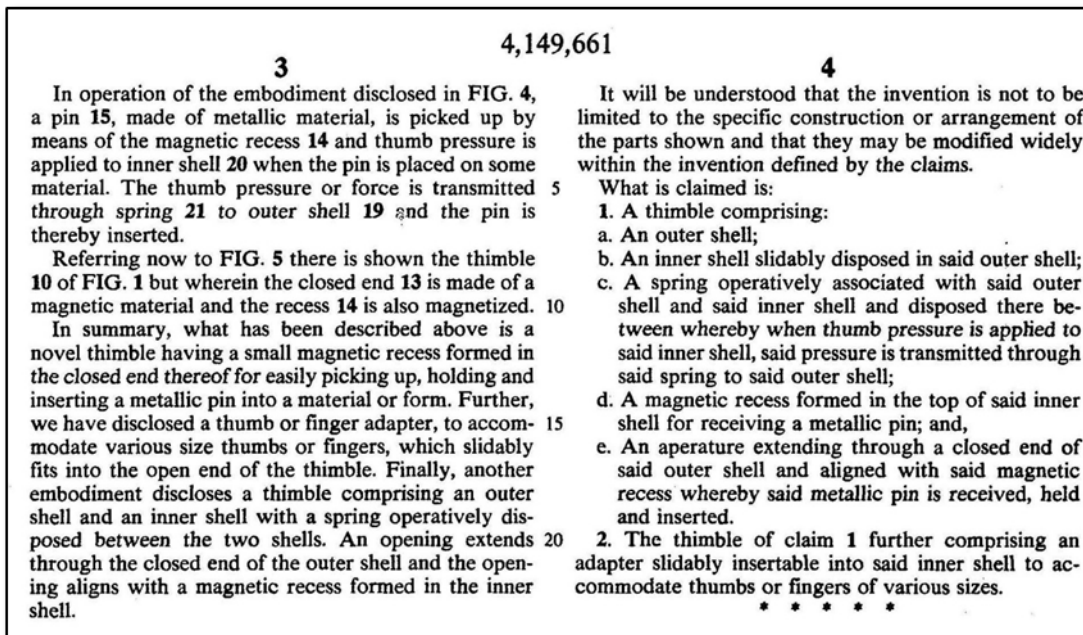 4,149,661
3
In operation of the embodiment disclosed in FIG. 4,
a pin 15, made of metallic material, is picked up by
means of the magnetic recess 14 and thumb pressure is
applied to inner shell 20 when the pin is placed on some
material. The thumb pressure or force is transmitted 5
through spring 21 to outer shell 19 and the pin is
thereby inserted.
Referring now to FIG. 5 there is shown the thimble
10 of FIG. 1 but wherein the closed end 13 is made of a
magnetic material and the recess 14 is also magnetized. 10
In summary, what has been described above is a
novel thimble having a small magnetic recess formed in
the closed end thereof for easily picking up, holding and
inserting a metallic pin into a material or form. Further,
we have disclosed a thumb or finger adapter, to accom- 15
modate various size thumbs or fingers, which slidably
fits into the open end of the thimble. Finally, another
embodiment discloses a thimble comprising an outer
shell and an inner shell with a spring operatively dis-
posed between the two shells. An opening extends 20
through the closed end of the outer shell and the open-
ing aligns with a magnetic recess formed in the inner
shell.
4
It will be understood that the invention is not to be
limited to the specific construction or arrangement of
the parts shown and that they may be modified widely
within the invention defined by the claims.
What is claimed is:
1. A thimble comprising:
a. An outer shell;
b. An inner shell slidably disposed in said outer shell;
c. A spring operatively associated with said outer
shell and said inner shell and disposed there be-
tween whereby when thumb pressure is applied to
said inner shell, said pressure is transmitted through
said spring to said outer shell;
d. A magnetic recess formed in the top of said inner
shell for receiving a metallic pin; and,
e. An aperature extending through a closed end of
said outer shell and aligned with said magnetic
recess whereby said metallic pin is received, held
and inserted.
2. The thimble of claim 1 further comprising an
adapter slidably insertable into said inner shell to ac-
commodate thumbs or fingers of various sizes.
* * * * *